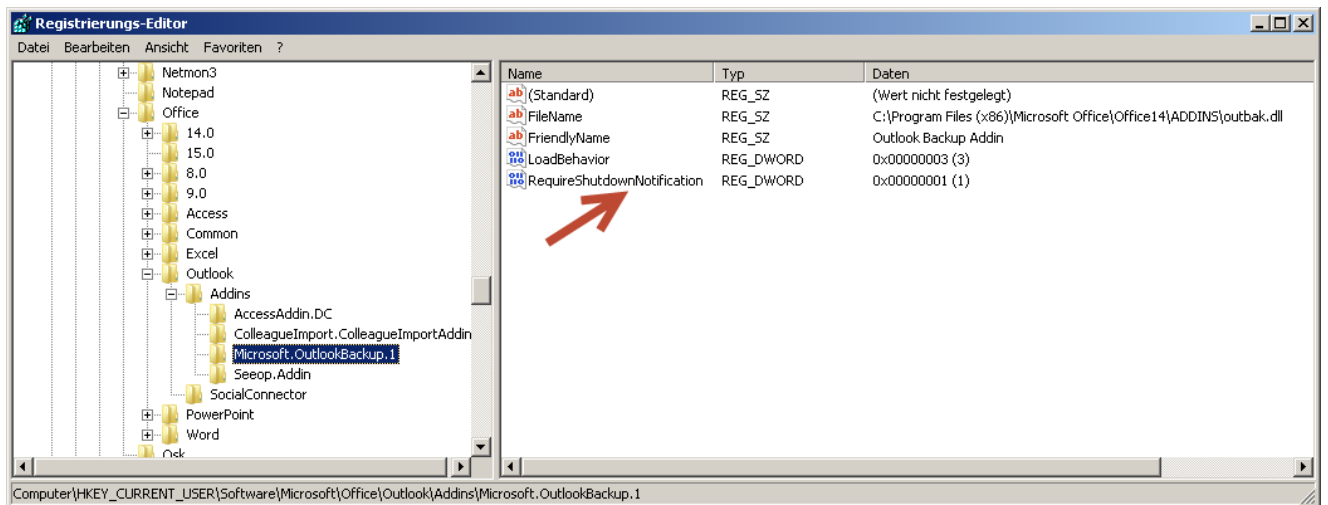 Registrierungs-Editor
Datei Bearbeiten Ansicht Favoriten ?
Netmon3
Notepad
Office
14.0
15.0
8.0
9.0
Access
Common
Excel
Outlook
Addins
AccessAddin.DC
ColleagueImport.ColleagueImportAddin
Microsoft.OutlookBackup.1
Seeop.Addin
SocialConnector
PowerPoint
Word
Osk
Name Typ Daten
(Standard) REG_SZ (Wert nicht festgelegt)
FileName REG_SZ C:\Program Files (x86)\Microsoft Office\Office14\ADDINS\outbak.dll
FriendlyName REG_SZ Outlook Backup Addin
LoadBehavior REG_DWORD 0x00000003 (3)
RequireShutdownNotification REG_DWORD 0x00000001 (1)
Computer\HKEY_CURRENT_USER\Software\Microsoft\Office\Outlook\Addins\Microsoft.OutlookBackup.1